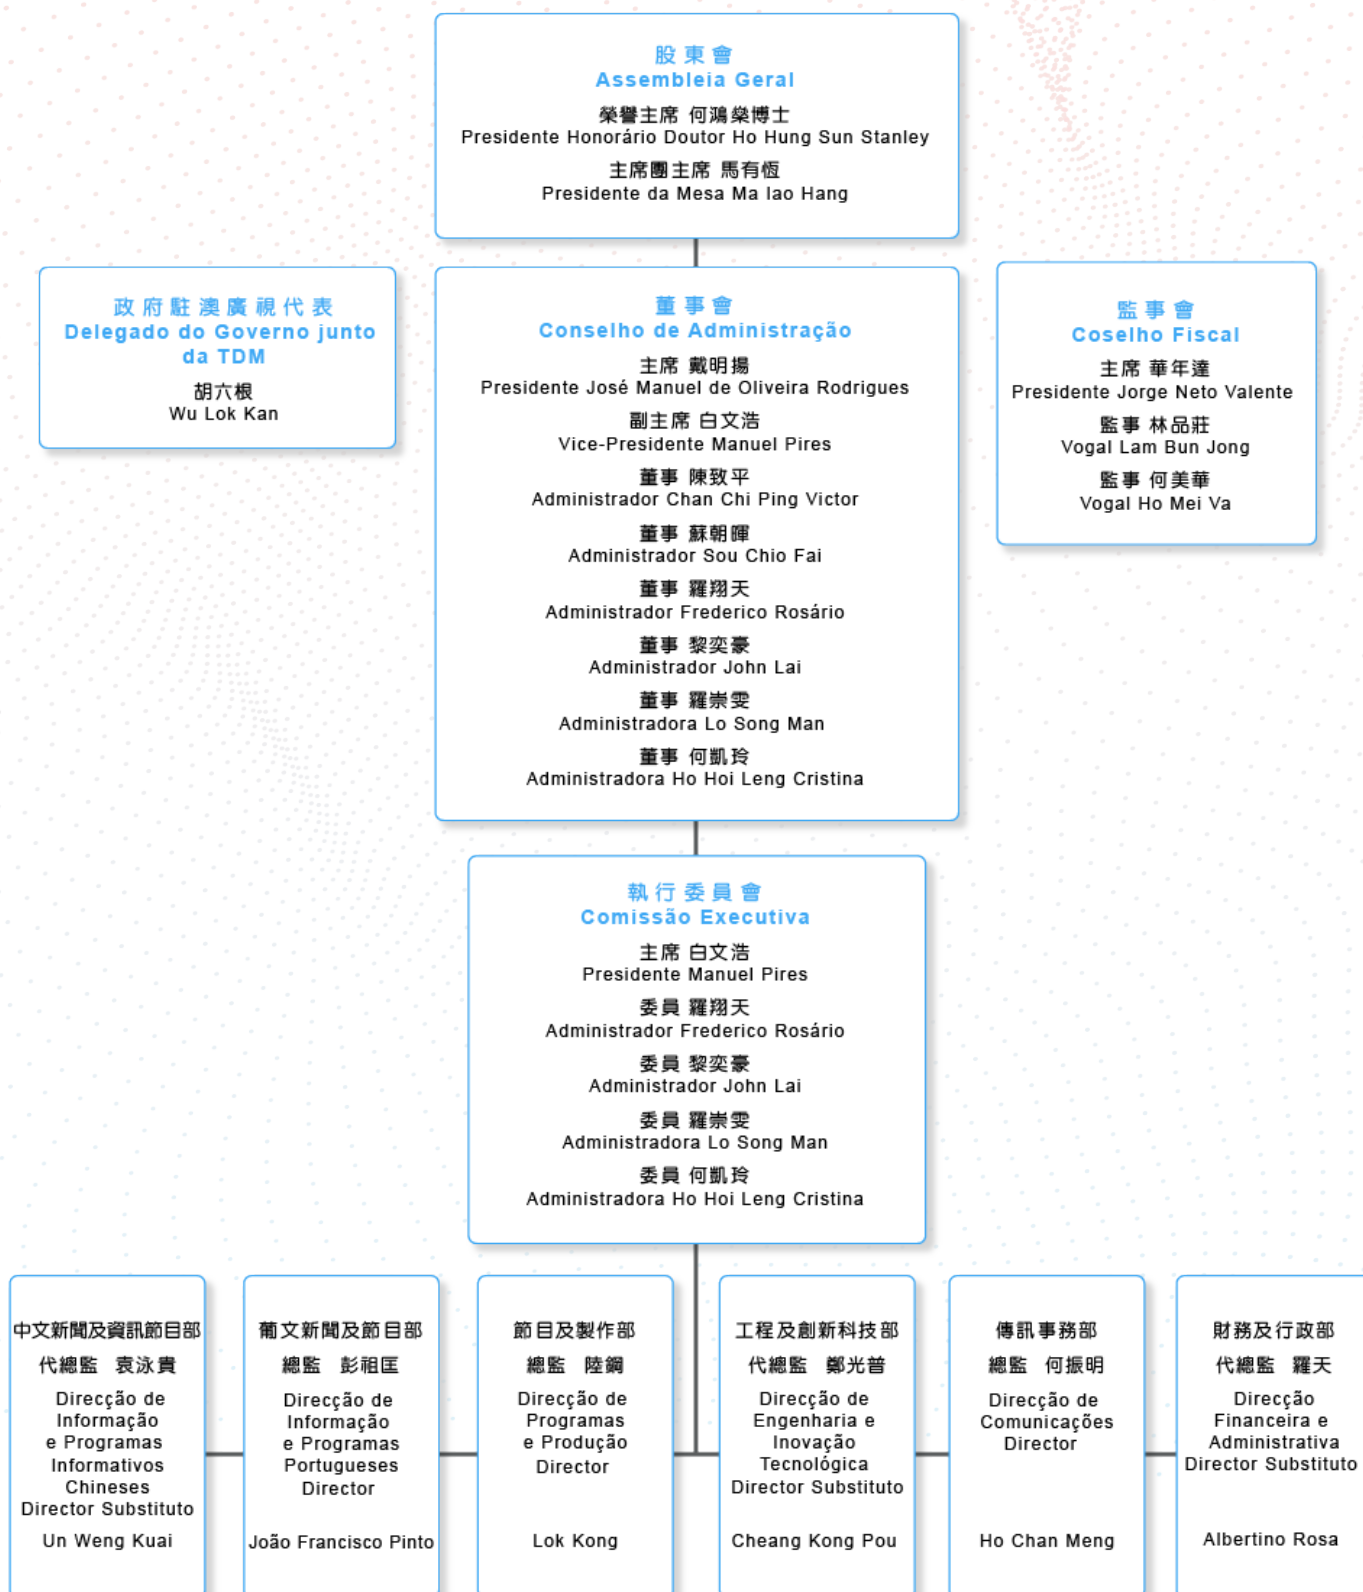 股東會
Assembleia Geral
榮譽主席 何鴻燊博士
Presidente Honorário Doutor Ho Hung Sun Stanley
主席團主席 馬有恆
Presidente da Mesa Ma Iao Hang
政府駐澳廣視代表
Delegado do Governo junto
da TDM
胡六根
Wu Lok Kan
董事會
Conselho de Administração
主席 戴明揚
Presidente José Manuel de Oliveira Rodrigues
副主席 白文浩
Vice-Presidente Manuel Pires
董事 陳致平
Administrador Chan Chi Ping Victor
董事 蘇朝暉
Administrador Sou Chio Fai
董事 羅翔天
Administrador Frederico Rosário
董事 黎奕豪
Administrador John Lai
董事 羅崇雯
Administradora Lo Song Man
董事 何凱玲
Administradora Ho Hoi Leng Cristina
監事會
Coselho Fiscal
主席 華年達
Presidente Jorge Neto Valente
監事 林品莊
Vogal Lam Bun Jong
監事 何美華
Vogal Ho Mei Va
執行委員會
Comissão Executiva
主席 白文浩
Presidente Manuel Pires
委員 羅翔天
Administrador Frederico Rosário
委員 黎奕豪
Administrador John Lai
委員 羅崇雯
Administradora Lo Song Man
委員 何凱玲
Administradora Ho Hoi Leng Cristina
中文新聞及資訊節目部
代總監 袁泳貴
Direcção de
Informação
e Programas
Informativos
Chineses
Director Substituto
Un Weng Kuai
葡文新聞及節目部
總監 彭祖匡
Direcção de
Informação
e Programas
Portugueses
Director
João Francisco Pinto
節目及製作部
總監 陸鋼
Direcção de
Programas
e Produção
Director
Lok Kong
工程及創新科技部
代總監 鄭光普
Direcção de
Engenharia e
Inovação
Tecnológica
Director Substituto
Cheang Kong Pou
傳訊事務部
總監 何振明
Direcção de
Comunicações
Director
Ho Chan Meng
財務及行政部
代總監 羅天
Direcção
Financeira e
Administrativa
Director Substituto
Albertino Rosa